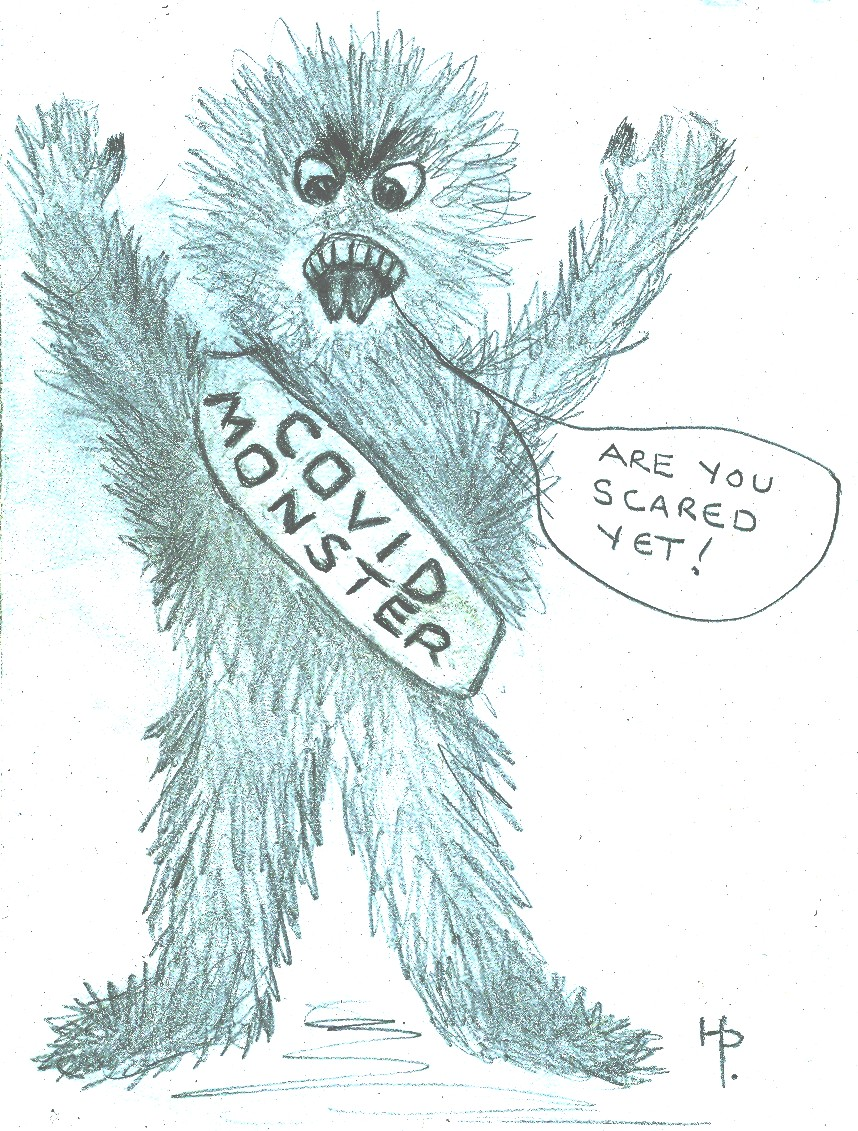 COVID
MONSTER
ARE YOU
SCARED
YET!
HP.